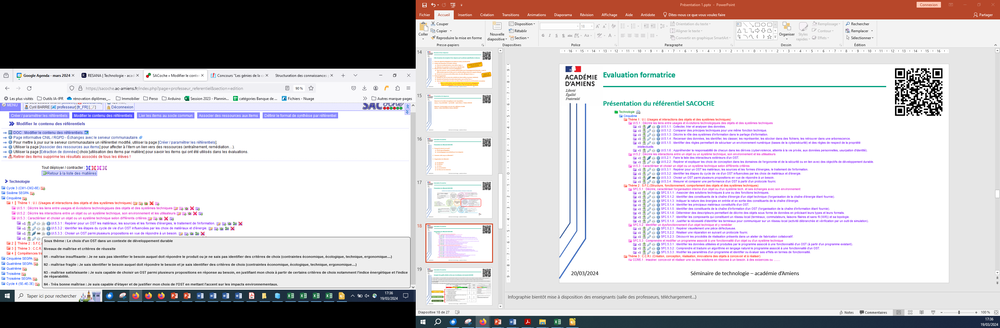 Google Agenda - mars 2024
RESANA | Technologie - acad
SACoche » Modifier le conten
Concours "Les génies de la co
Structuration des connaissances p
https://sacoche.ac-amiens.fr/index.php?page=professeur_referentiel&section=edition
90 %
Les plus visités
Outils IA-IPR
rénovation diplômes_...
Immobilier
Perso
Arduino
Session 2023 - Plannin...
catégories Banque de ...
Fichiers - Nuage
Autres marque-pages
MENU
Cyril BARRE [professeur] [fr_FR]
Déconnexion
SACoche
Créer / paramétrer les référentiels
Modifier le contenu des référentiels
Lier les items au socle commun
Associer des ressources aux items
Définir le format de synthèse par référentiel
Modifier le contenu des référentiels
DOC : Modifier le contenu des référentiels.
Page informative CNIL / RGPD - Échanges avec le serveur communautaire.
Pour mettre à jour sur le serveur communautaire un référentiel modifié, utiliser la page [Créer / paramétrer les référentiels].
Utiliser la page [Associer des ressources aux items] pour affecter à l'item un lien vers des ressources (entraînement, remédiation…).
Utiliser la page [Extraction de données] choix [utilisation des items par matière] pour savoir les items qui ont été utilisés dans les évaluations.
Retirer des items supprime les résultats associés de tous les élèves !
Tout déployer / contracter :
Retour à la liste des matières
Technologie
Cycle 3 (CM1-CM2-6E)
Sixième SEGPA
Cinquième
1 Thème 1 : U.I. (Usages et interactions des objets et des systèmes techniques)
UI.5.1 : Décrire les liens entre usages et évolutions technologiques des objets et des systèmes techniques
UI.5.2 : Décrire les interactions entre un objet ou un système technique, son environnement et les utilisateurs
UI.5.3 : Caractériser et choisir un objet ou un système technique selon différents critères
x1 UI.5.3.1 : Repérer pour un OST les matériaux, les sources et les formes d'énergies, le traitement de l'information.
x1 UI.5.3.2 : Identifier les étapes du cycle de vie d'un OST influencées par les choix de matériaux et d'énergie.
x1 UI.5.3.3 : Choisir un OST parmi plusieurs propositions en vue de répondre à un besoin.
x1
2 Thème 2 : S.F.C.
3 Thème 3 : C.C.R.
4 Compétences tra
Cinquième SEGPA
Quatrième SEGPA
Quatrième
Troisième
Troisième SEGPA
Cycle 4 (5E-4E-3E)
Sous thème : Le choix d'un OST dans un contexte de développement durable
Niveaux de maîtrise et critères de réussite
N1 - maîtrise insuffisante : Je ne sais pas identifier le besoin auquel doit répondre le produit ou je ne sais pas identifier des critères de choix (contraintes économique, écologique, technique, ergonomique....)
N2 - maîtrise fragile : Je sais identifier le besoin auquel doit répondre le besoin et je sais identifier des critères de choix (contraintes économique, écologique, technique, ergonomique....)
N3 - maîtrise satisfaisante : Je suis capable de choisir un OST parmi plusieurs propositions en réponse au besoin, en justifiant mon choix à partir de certains critères de choix notamment l'indice énergétique et l'indice
de réparabilité.
N4 - Très bonne maîtrise : Je suis capable d'étayer et de justifier mon choix de l'OST en mettant l'accent sur les impacts environnementaux.
Taper ici pour rechercher
17:36
19/03/2024
Présentation 1.pptx - PowerPoint
Connexion
Fichier
Accueil
Insertion
Création
Transitions
Animations
Diaporama
Révision
Affichage
Aide
Antidote
Dites-nous ce que vous voulez faire
Partager
Coller
Couper
Copier
Reproduire la mise en forme
Presse-papiers
Nouvelle diapositive
Disposition
Rétablir
Section
Diapositives
18
Police
Orientation du texte
Aligner le texte
Convertir en graphique SmartArt
Paragraphe
Organiser
Styles rapides
Remplissage
Contour
Effets
Dessin
Rechercher
Remplacer
Sélectionner
Édition
14
15
16
17
18
19
ACADÉMIE
D'AMIENS
Liberté
Égalité
Fraternité
Evaluation formatrice
Présentation du référentiel SACOCHE
Technologie
Cinquième
Thème 1 : U.I. (Usages et interactions des objets et des systèmes techniques)
UI.5.1 : Décrire les liens entre usages et évolutions technologiques des objets et des systèmes techniques
x1 UI.5.1.1 : Collecter, trier et analyser des données.
x1 UI.5.1.2 : Comparer des principes techniques pour une même fonction technique.
x1 UI.5.1.3 : Décrire le rôle des systèmes d'information dans le partage d'information.
x1 UI.5.1.4 : Recenser des données, les identifier, les classer, les représenter, les stocker dans des fichiers, les retrouver dans une arborescence.
x1 UI.5.1.5 : Identifier des règles permettant de sécuriser un environnement numérique (bases de la cybersécurité) et des règles de respect de la propriété
intellectuelle.
x1 UI.5.1.6 : Appréhender la responsabilité de chacun dans les dérives (cyberviolence, atteinte à la vie privée, aux données personnelles, usurpation d'identité).
UI.5.2 : Décrire les interactions entre un objet ou un système technique, son environnement et les utilisateurs
x1 UI.5.2.1 : Faire la liste des interacteurs extérieurs d'un OST.
x1 UI.5.2.2 : Repérer et expliquer les choix de conception dans les domaines de l'ergonomie et de la sécurité ou en lien avec des objectifs de développement durable.
UI.5.3 : Caractériser et choisir un objet ou un système technique selon différents critères
x1 UI.5.3.1 : Repérer pour un OST les matériaux, les sources et les formes d'énergies, le traitement de l'information.
x1 UI.5.3.2 : Identifier les étapes du cycle de vie d'un OST influencées par les choix de matériaux et d'énergie.
x1 UI.5.3.3 : Choisir un OST parmi plusieurs propositions en vue de répondre à un besoin.
x1 UI.5.3.4 : Mesurer et comparer une performance d'un OST à partir d'un protocole fourni.
Thème 2 : S.F.C.(Structure, fonctionnement, comportement des objets et des systèmes techniques)
SFC.5.1 : Décrire, caractériser l'organisation interne d'un objet ou d'un système tech. et ses échanges avec son environnement
x1 SFC.5.1.1 : Associer des solutions techniques à une ou des fonctions techniques.
x1 SFC.5.1.2 : Identifier des constituants de la chaîne d'énergie d'un objet technique (l'organisation de la chaîne d'énergie étant fournie).
x1 SFC.5.1.3 : Indiquer la nature des énergies en entrée et en sortie des constituants de la chaîne d'énergie.
x1 SFC.5.1.4 : Identifier les principaux matériaux constitutifs d'un OST.
x1 SFC.5.1.5 : Identifier des constituants de la chaîne d'information d'un OST (l'organisation de la chaîne d'information étant fournie).
x1 SFC.5.1.6 : Déterminer des descripteurs permettant de décrire des objets sous forme de données en précisant leurs types et leurs formats.
x1 SFC.5.1.7 : Identifier les composants qui constituent un réseau local (terminaux, commutateurs, liaisons filaires et sans fil (Wifi)) et sa topologie.
x1 SFC.5.1.8 : Justifier la nécessité d'identifier les terminaux pour communiquer sur un réseau local (activité débranchée et vérification par un outil de simulation).
SFC.5.2 : Identifier un dysfonctionnement d'un objet technique et y remédier
x1 SFC.5.2.1 : Repérer visuellement une pièce défectueuse.
x1 SFC.5.2.2 : Réaliser une réparation en suivant un protocole fourni.
x1 SFC.5.2.3 : Découvrir les procédés de réalisation présents dans un atelier de fabrication collaboratif.
SFC.5.3 : Comprendre et modifier un programme associé à une fonctionnalité d'un objet ou d'un système technique
x1 SFC.5.3.1 : Identifier les données utilisées et produites par le programme associé à une fonctionnalité d'un OST (à partir d'un programme existant).
x1 SFC.5.3.2 : Comprendre et traduire un algorithme en langage naturel le programme associé à une fonctionnalité d'un OST.
x1 SFC.5.3.3 : Modifier les paramètres d'un programme et identifier ou évaluer ses effets en termes de fonctionnalité.
Thème 3 : C.C.R.I. (Création, conception, réalisation, innovations des objets à concevoir et à réaliser)
CCRI5.1 : Imaginer, concevoir et réaliser une ou des solutions en réponse à un besoin, à des exigences ou ........
20/03/2024
Séminaire de technologie – académie d'Amiens
Infographie bientôt mise à disposition des enseignants (salle des professeurs, téléchargement...)
Diapositive 18 de 27
Notes
Commentaires
100 %
17:36
19/03/2024